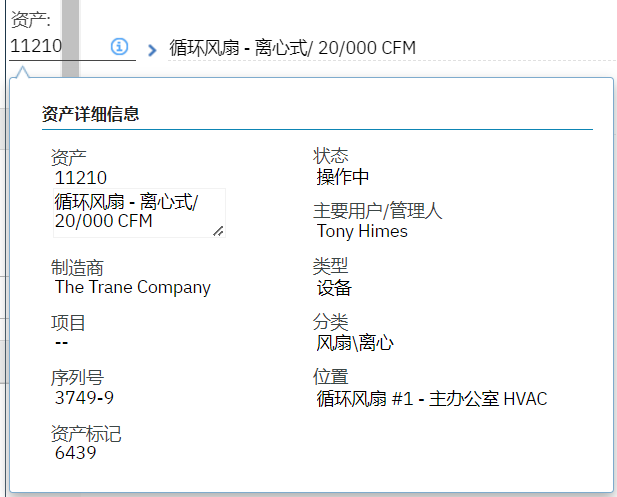 资产:
11210
循环风扇 - 离心式/ 20/000 CFM
资产详细信息
资产
11210
循环风扇 - 离心式/
20/000 CFM
制造商
The Trane Company
项目
--
序列号
3749-9
资产标记
6439
状态
操作中
主要用户/管理人
Tony Himes
类型
设备
分类
风扇\离心
位置
循环风扇 #1 - 主办公室 HVAC